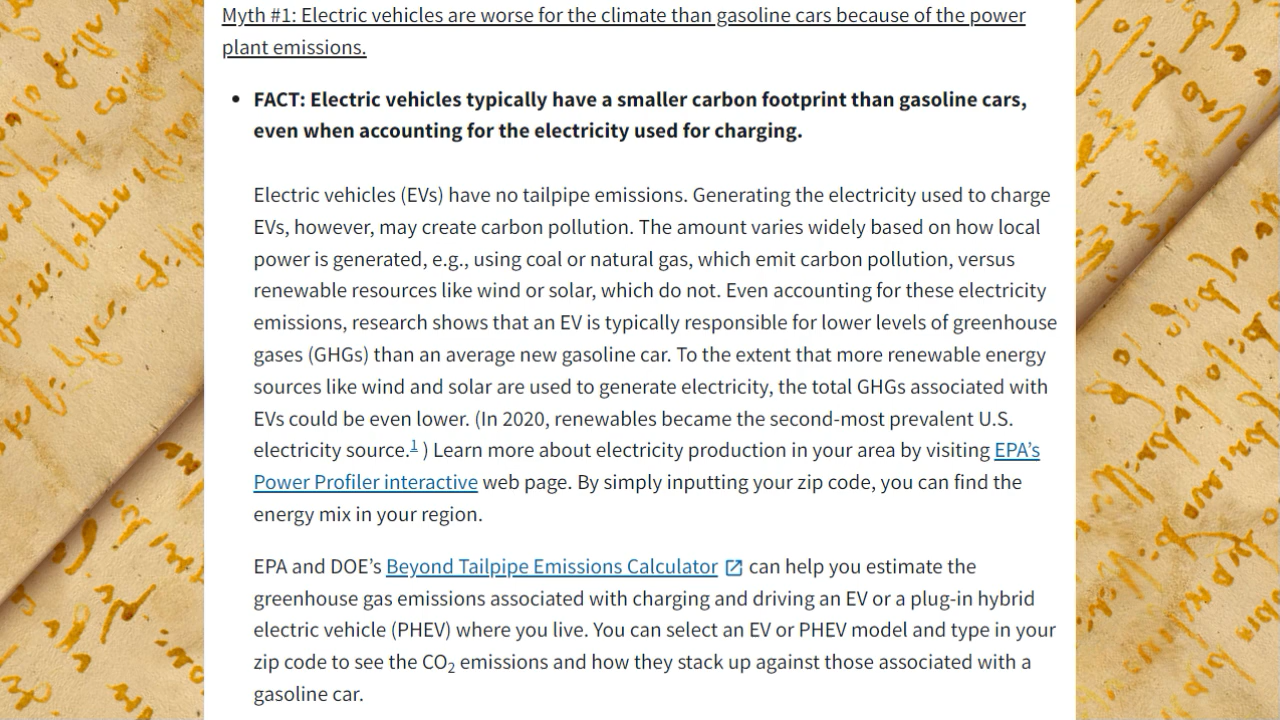 Myth #1: Electric vehicles are worse for the climate than gasoline cars because of the power
plant emissions.
• FACT: Electric vehicles typically have a smaller carbon footprint than gasoline cars,
even when accounting for the electricity used for charging.
Electric vehicles (EVs) have no tailpipe emissions. Generating the electricity used to charge
EVs, however, may create carbon pollution. The amount varies widely based on how local
power is generated, e.g., using coal or natural gas, which emit carbon pollution, versus
renewable resources like wind or solar, which do not. Even accounting for these electricity
emissions, research shows that an EV is typically responsible for lower levels of greenhouse
gases (GHGs) than an average new gasoline car. To the extent that more renewable energy
sources like wind and solar are used to generate electricity, the total GHGs associated with
EVs could be even lower. (In 2020, renewables became the second-most prevalent U.S.
electricity source.1 ) Learn more about electricity production in your area by visiting EPA’s
Power Profiler interactive web page. By simply inputting your zip code, you can find the
energy mix in your region.
EPA and DOE’s Beyond Tailpipe Emissions Calculator can help you estimate the
greenhouse gas emissions associated with charging and driving an EV or a plug-in hybrid
electric vehicle (PHEV) where you live. You can select an EV or PHEV model and type in your
zip code to see the CO2 emissions and how they stack up against those associated with a
gasoline car.